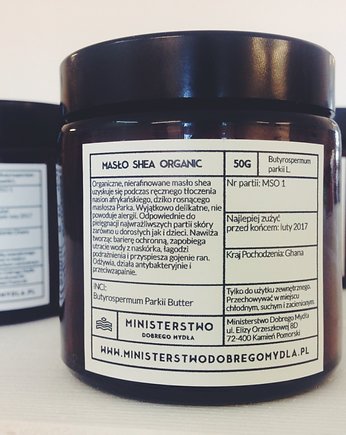 MASŁO SHEA ORGANIC
50G
Butyrospermum
parkii L.
Organiczne, nierafinowane masło shea
uzyskuje się podczas ręcznego tłoczenia
nasion afrykańskiego, dziko rosnącego
masłosza Parka. Wyjątkowo delikatne, nie
powoduje alergii. Odpowiednie do
pielęgnacji najwrażliwszych partii skóry
zarówno u dorosłych jak i dzieci. Nawilża
tworząc barierę ochronną, zapobiega
utracie wody z naskórka, łagodzi
podrażnienia i przyspiesza gojenie ran.
Odżywia, działa antybakteryjnie i
przeciwzapalnie.
Nr partii: MSO 1
Najlepiej zużyć
przed końcem: luty 2017
Kraj Pochodzenia: Ghana
INCI:
Butyrospermum Parkii Butter
Tylko do użytku zewnętrznego.
Przechowywać w miejscu
chłodnym, suchym i zacienionym.
MINISTERSTWO
DOBREGO MYDŁA
Ministerstwo Dobrego Mydła
ul. Elizy Orzeszkowej 8D
72-400 Kamień Pomorski
WWW.MINISTERSTWODOBREGOMYDLA.PL